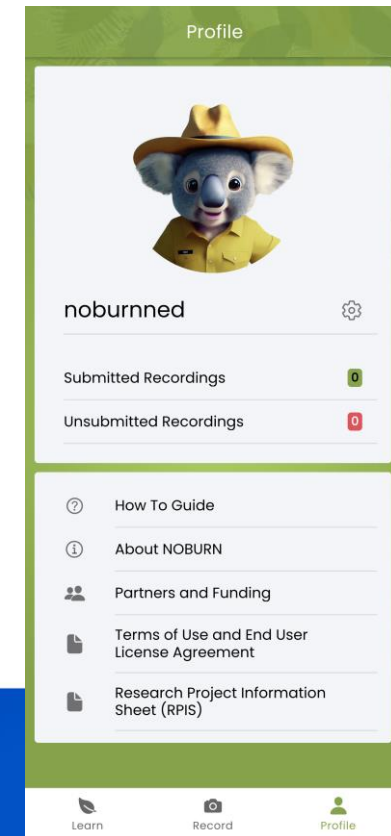 Profile
noburnned
Submitted Recordings 0
Unsubmitted Recordings 0
How To Guide
About NOBURN
Partners and Funding
Terms of Use and End User
License Agreement
Research Project Information
Sheet (RPIS)
Learn Record Profile